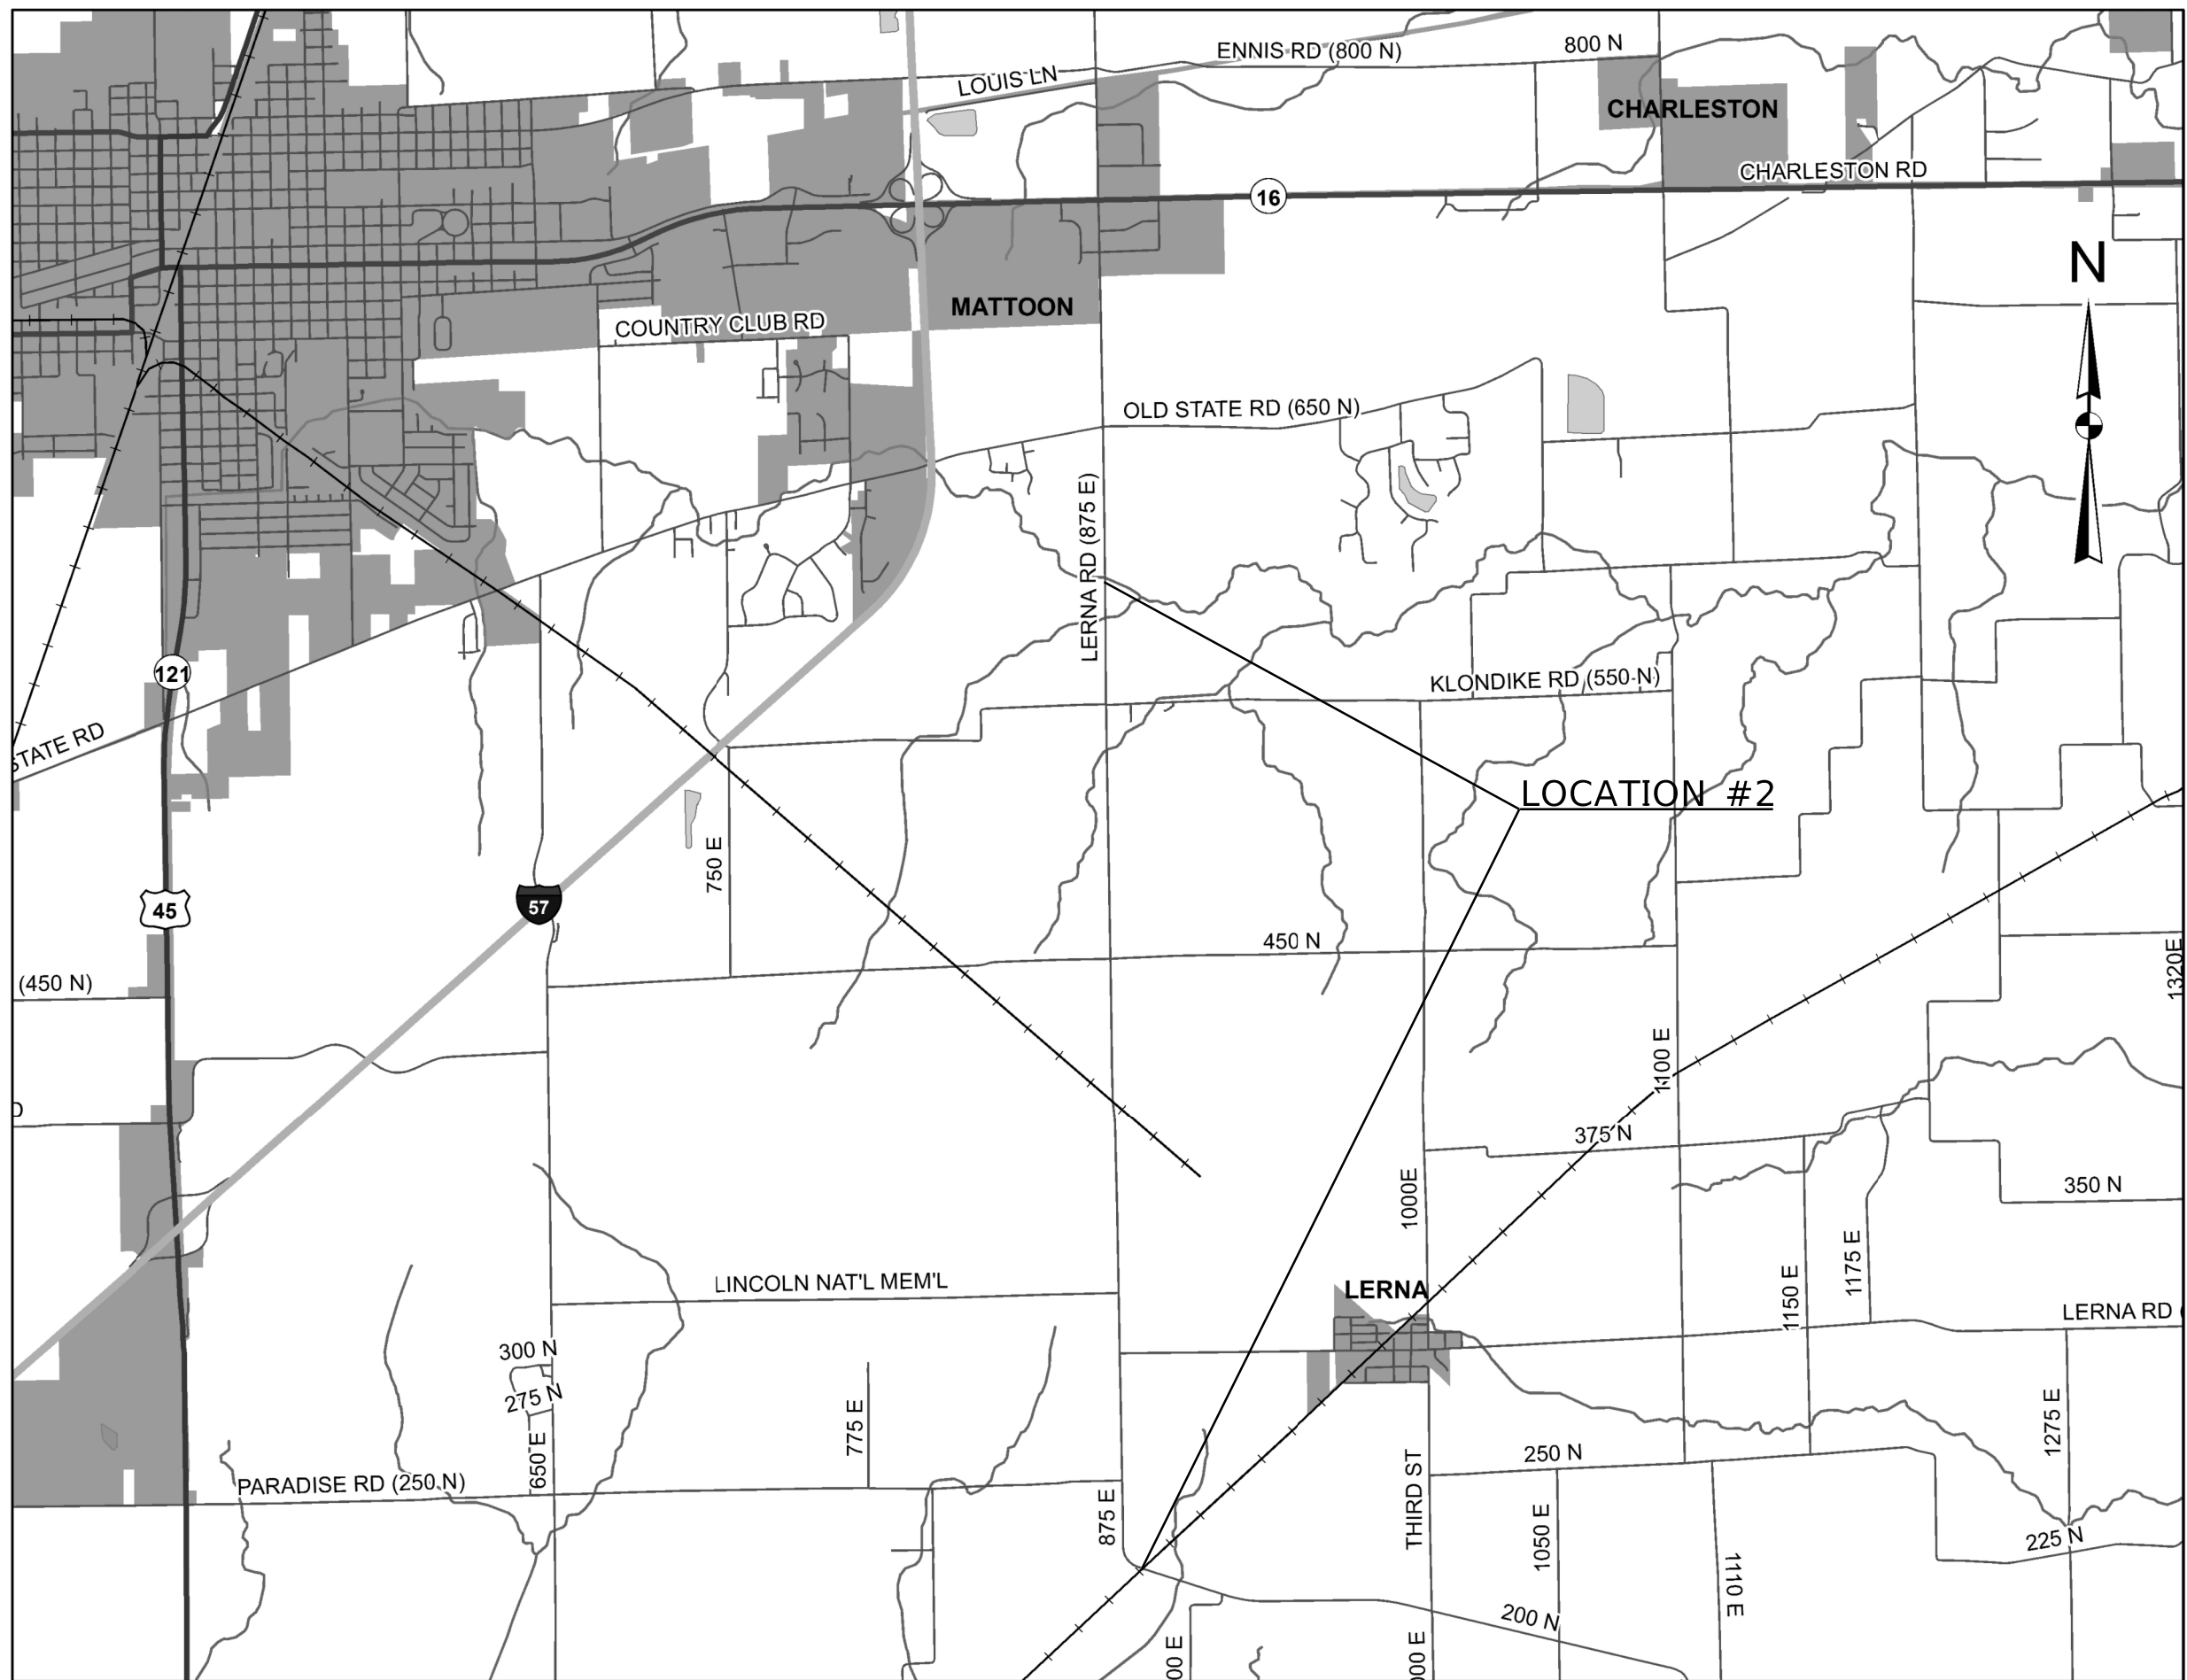 ENNIS RD (800 N)
800 N
LOUIS LN
CHARLESTON
CHARLESTON RD
16
N
MATTOON
COUNTRY CLUB RD
OLD STATE RD (650 N)
LERNA RD (875 E)
121
KLONDIKE RD (550 N)
STATE RD
LOCATION #2
750 E
45
57
450 N
(450 N)
1320E
1100 E
375 N
1000E
350 N
1175 E
1150 E
LINCOLN NAT'L MEM'L
LERNA
LERNA RD (
300 N
275 N
775 E
1275 E
650 E
PARADISE RD (250 N)
250 N
THIRD ST
875 E
1050 E
225 N
1110 E
200 N
00 E
00 E